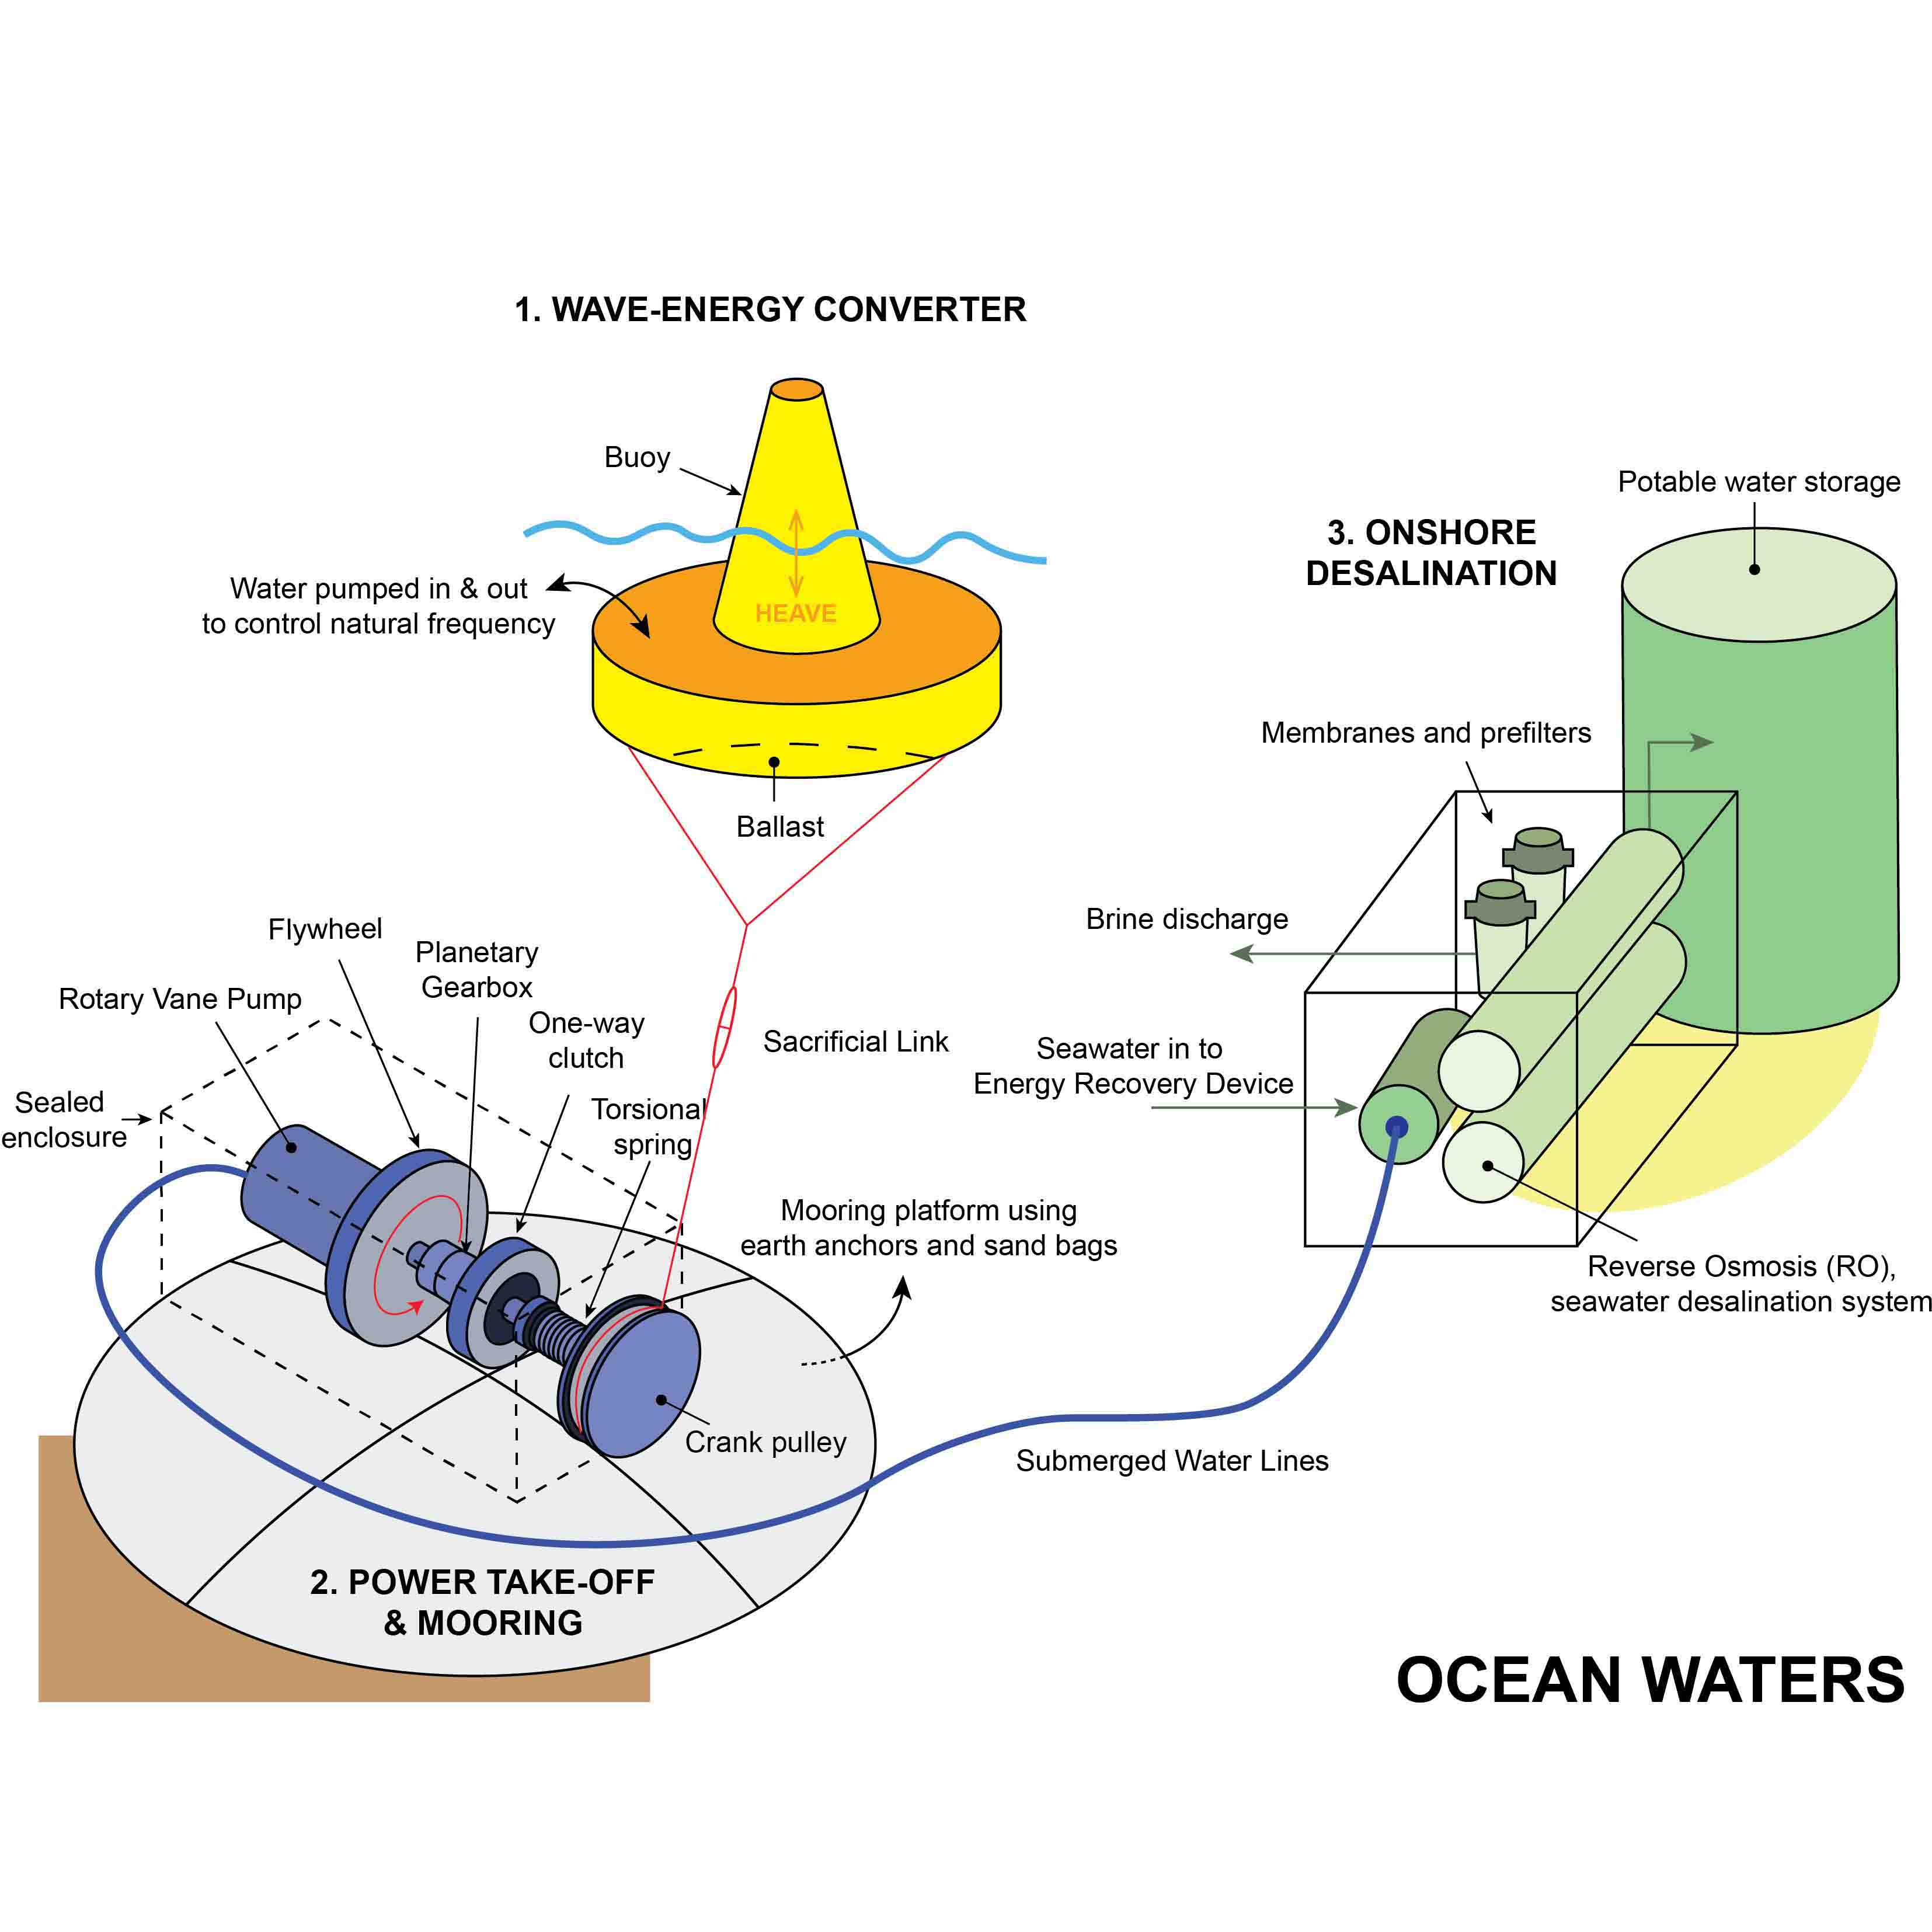 1. WAVE-ENERGY CONVERTER
Buoy
Water pumped in & out
to control natural frequency
HEAVE
Ballast
Sacrificial Link
Flywheel
Planetary
Gearbox
Rotary Vane Pump
One-way
clutch
Sealed
enclosure
Torsional
spring
Mooring platform using
earth anchors and sand bags
Crank pulley
2. POWER TAKE-OFF
& MOORING
Submerged Water Lines
3. ONSHORE
DESALINATION
Potable water storage
Membranes and prefilters
Brine discharge
Seawater in to
Energy Recovery Device
Reverse Osmosis (RO),
seawater desalination system
OCEAN WATERS